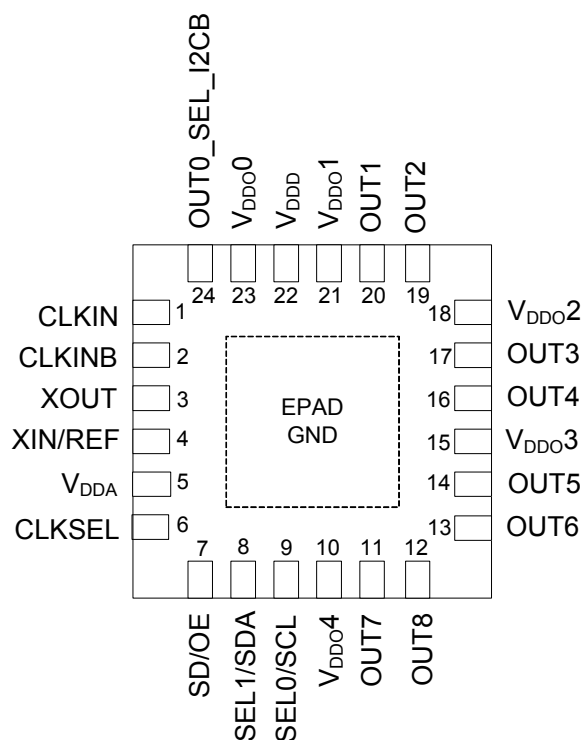 OUT0_SEL_I2CB
VDDO0
VDDD
VDDO1
OUT1
OUT2
24
23
22
21
20
19
CLKIN
1
CLKINB
2
XOUT
3
XIN/REF
4
VDDA
5
CLKSEL
6
EPAD
GND
18
VDDO2
17
OUT3
16
OUT4
15
VDDO3
14
OUT5
13
OUT6
7
8
9
10
11
12
SD/OE
SEL1/SDA
SEL0/SCL
VDDO4
OUT7
OUT8